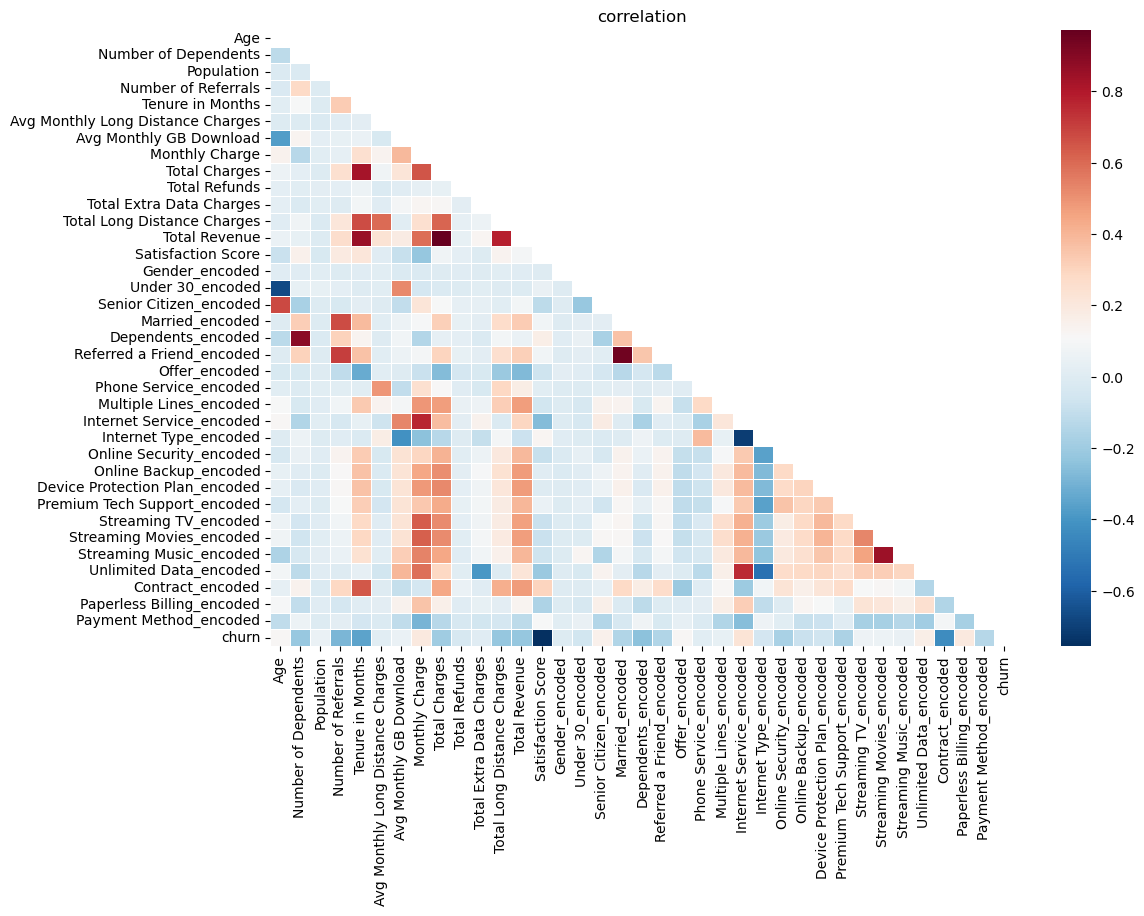 correlation
Age
Number of Dependents
Population
Number of Referrals
Tenure in Months
Avg Monthly Long Distance Charges
Avg Monthly GB Download
Monthly Charge
Total Charges
Total Refunds
Total Extra Data Charges
Total Long Distance Charges
Total Revenue
Satisfaction Score
Gender_encoded
Under 30_encoded
Senior Citizen_encoded
Married_encoded
Dependents_encoded
Referred a Friend_encoded
Offer_encoded
Phone Service_encoded
Multiple Lines_encoded
Internet Service_encoded
Internet Type_encoded
Online Security_encoded
Online Backup_encoded
Device Protection Plan_encoded
Premium Tech Support_encoded
Streaming TV_encoded
Streaming Movies_encoded
Streaming Music_encoded
Unlimited Data_encoded
Contract_encoded
Paperless Billing_encoded
Payment Method_encoded
churn
Age
Number of Dependents
Population
Number of Referrals
Tenure in Months
Avg Monthly Long Distance Charges
Avg Monthly GB Download
Monthly Charge
Total Charges
Total Refunds
Total Extra Data Charges
Total Long Distance Charges
Total Revenue
Satisfaction Score
Gender_encoded
Under 30_encoded
Senior Citizen_encoded
Married_encoded
Dependents_encoded
Referred a Friend_encoded
Offer_encoded
Phone Service_encoded
Multiple Lines_encoded
Internet Service_encoded
Internet Type_encoded
Online Security_encoded
Online Backup_encoded
Device Protection Plan_encoded
Premium Tech Support_encoded
Streaming TV_encoded
Streaming Movies_encoded
Streaming Music_encoded
Unlimited Data_encoded
Contract_encoded
Paperless Billing_encoded
Payment Method_encoded
churn
0.8
0.6
0.4
0.2
0.0
−0.2
−0.4
−0.6